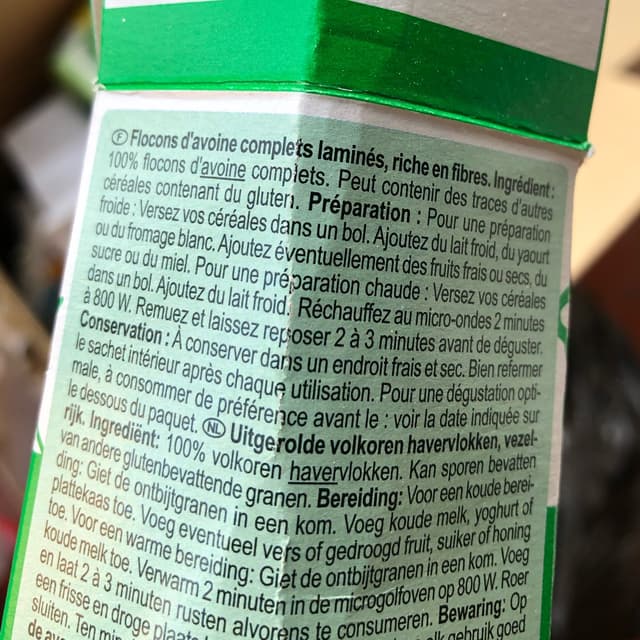 Ⓕ Flocons d'avoine complets laminés, riche en fibres. Ingrédient :
100% flocons d'avoine complets. Peut contenir des traces d'autres
céréales contenant du gluten. Préparation : Pour une préparation
froide : Versez vos céréales dans un bol. Ajoutez du lait froid, du yaourt
ou du fromage blanc. Ajoutez éventuellement des fruits frais ou secs, du
sucre ou du miel. Pour une préparation chaude : Versez vos céréales
dans un bol. Ajoutez du lait froid. Réchauffez au micro-ondes 2 minutes
à 800 W. Remuez et laissez reposer 2 à 3 minutes avant de déguster.
Conservation : À conserver dans un endroit frais et sec. Bien refermer
le sachet intérieur après chaque utilisation. Pour une dégustation opti-
male, à consommer de préférence avant le : voir la date indiquée sur
le dessous du paquet. ⓃⓁ Uitgerolde volkoren havervlokken, vezel-
rijk. Ingrediënt: 100% volkoren havervlokken. Kan sporen bevatten
van andere glutenbevattende granen. Bereiding: Voor een koude berei-
ding: Giet de ontbijtgranen in een kom. Voeg koude melk, yoghurt of
plattekaas toe. Voeg eventueel vers of gedroogd fruit, suiker of honing
toe. Voor een warme bereiding: Giet de ontbijtgranen in een kom. Voeg
koude melk toe. Verwarm 2 minuten in de microgolfoven op 800 W. Roer
en laat 2 à 3 minuten rusten alvorens te consumeren. Bewaring: Op
een frisse en droge plaats
sluiten. Ten gebruik goed